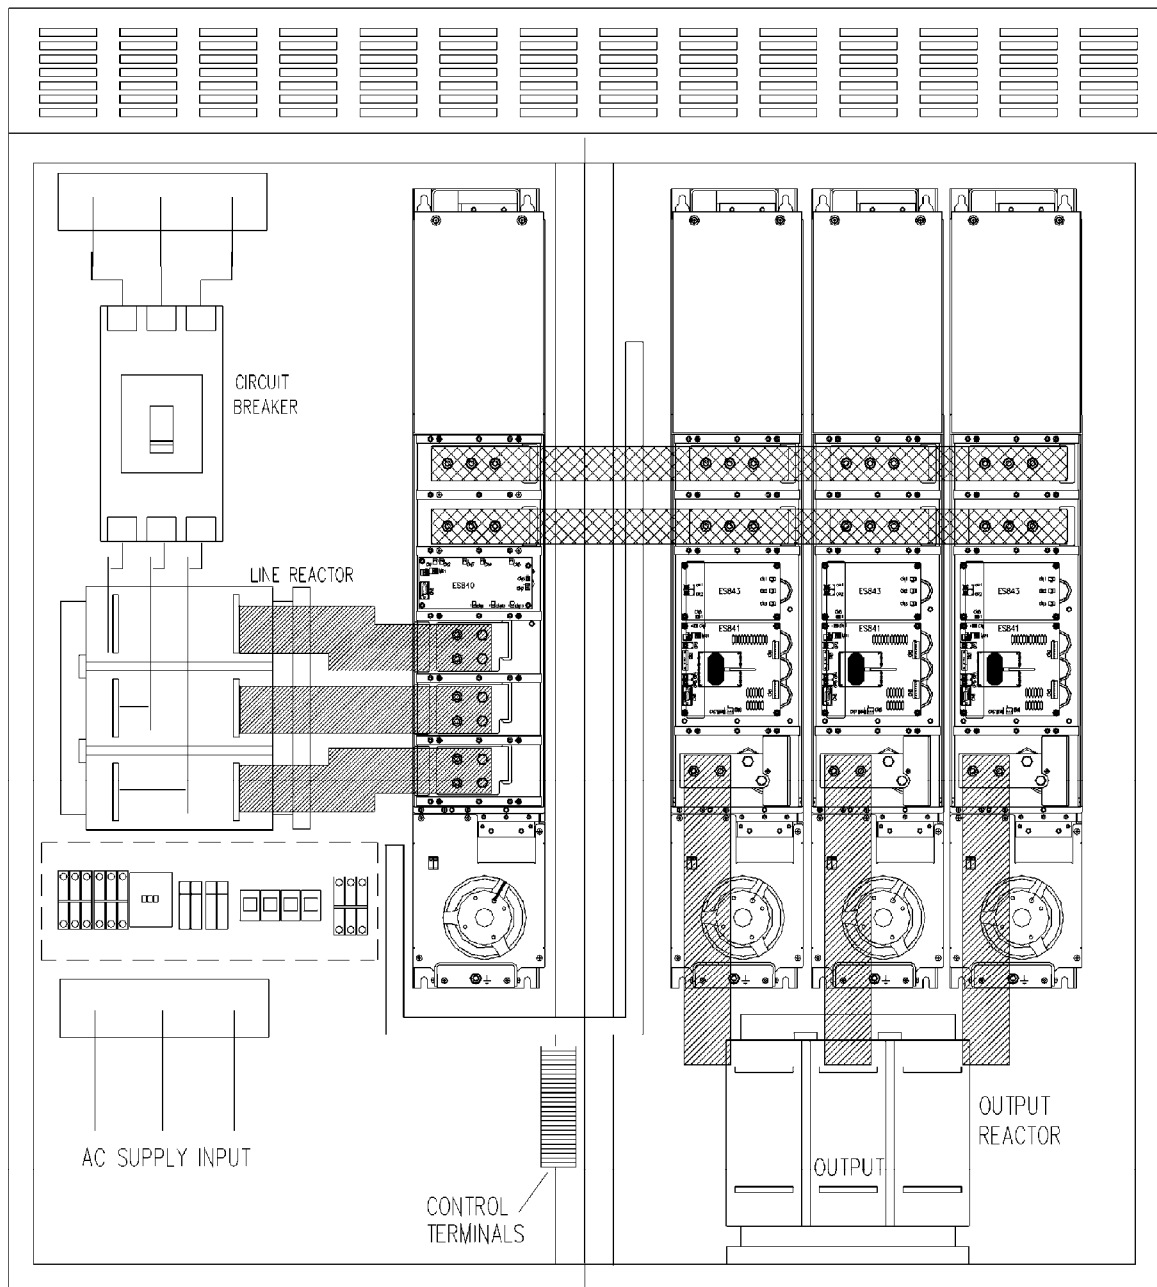 CIRCUIT
BREAKER
LINE REACTOR
ES840
ES843
ES843
ES843
ES841
ES841
ES841
AC SUPPLY INPUT
CONTROL
TERMINALS
OUTPUT
OUTPUT
REACTOR